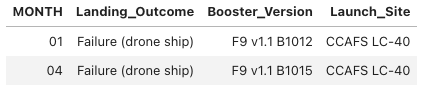 MONTH Landing_Outcome Booster_Version Launch_Site
01 Failure (drone ship) F9 v1.1 B1012 CCAFS LC-40
04 Failure (drone ship) F9 v1.1 B1015 CCAFS LC-40